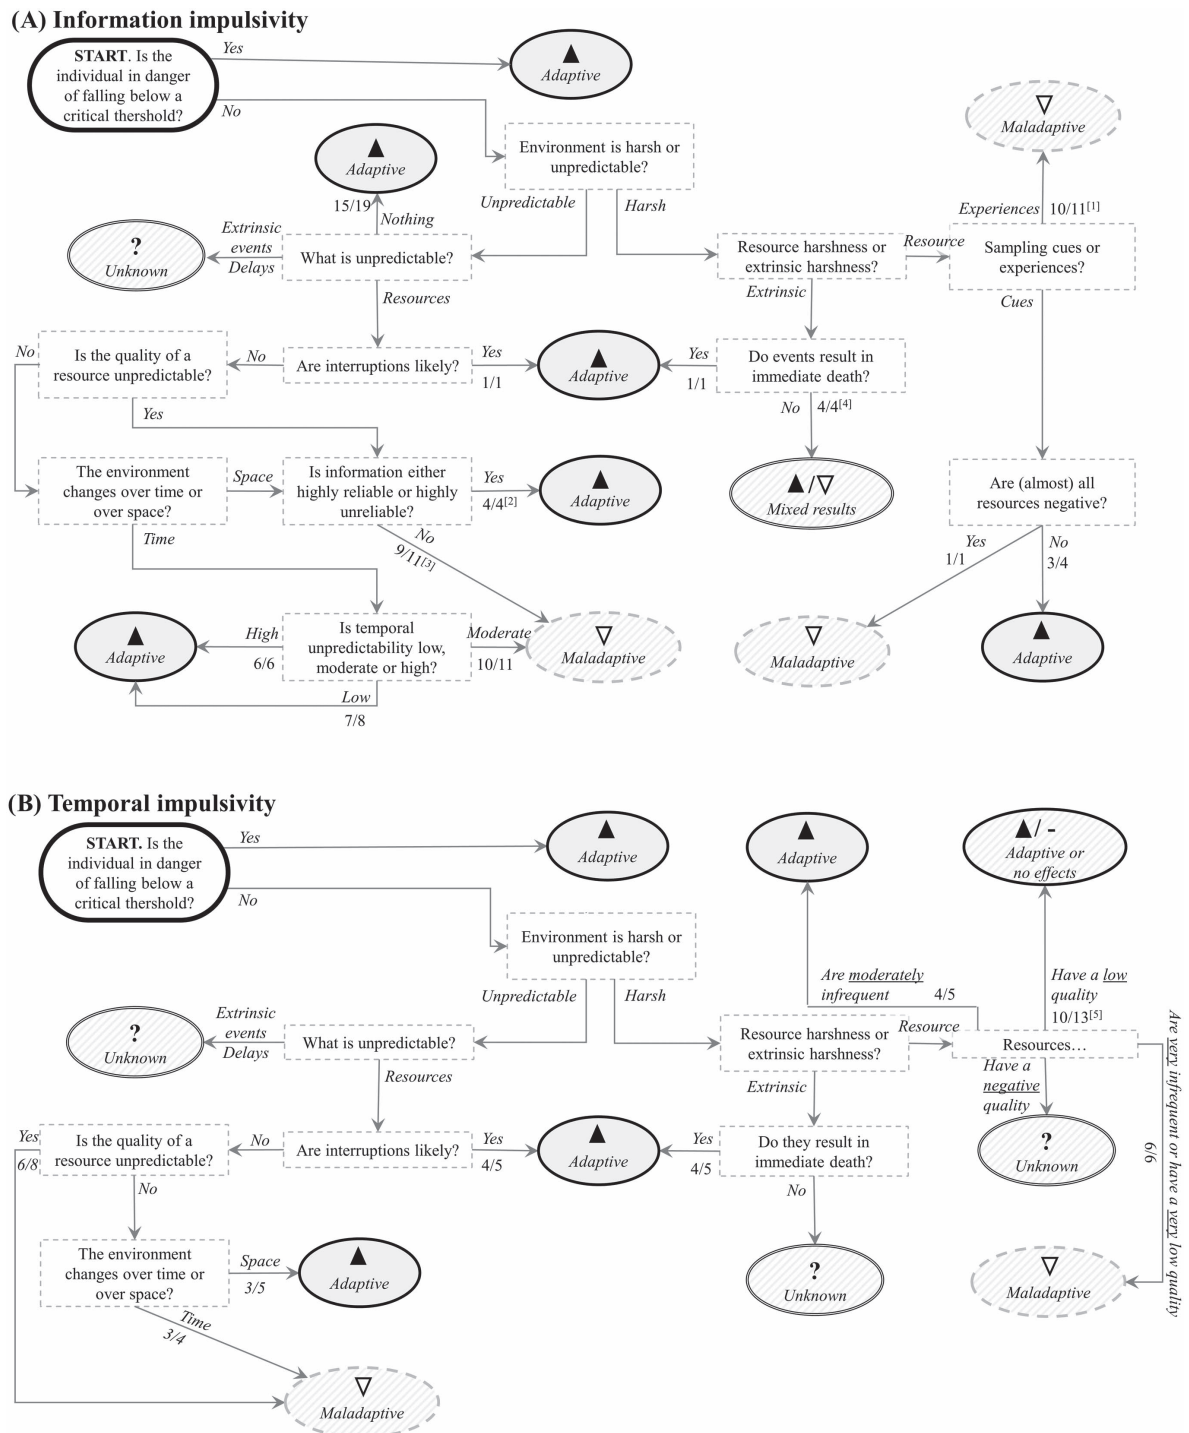 (A) Information impulsivity
START. Is the
individual in danger
of falling below a
critical thershold?
Yes
▲
Adaptive
No
Environment is harsh or
unpredictable?
▽
Maladaptive
▲
Adaptive
15/19
Nothing
Unpredictable
Harsh
Experiences
10/11[1]
Extrinsic
events
Delays
?
Unknown
What is unpredictable?
Resource harshness or
extrinsic harshness?
Resource
Sampling cues or
experiences?
Resources
Extrinsic
Cues
No
Is the quality of a
resource unpredictable?
No
Are interruptions likely?
Yes
1/1
▲
Adaptive
Yes
1/1
Do events result in
immediate death?
Yes
No
4/4[4]
The environment
changes over time or
over space?
Space
Is information either
highly reliable or highly
unreliable?
Yes
4/4[2]
▲
Adaptive
▲/▽
Mixed results
Are (almost) all
resources negative?
Time
No
9/11[3]
Yes
1/1
No
3/4
▲
Adaptive
High
6/6
Is temporal
unpredictability low,
moderate or high?
Moderate
10/11
▽
Maladaptive
▽
Maladaptive
▲
Adaptive
Low
7/8
(B) Temporal impulsivity
START. Is the
individual in danger
of falling below a
critical thershold?
Yes
▲
Adaptive
▲
Adaptive
▲/ -
Adaptive or
no effects
No
Environment is harsh or
unpredictable?
Unpredictable
Harsh
Are moderately
infrequent
4/5
Have a low
quality
10/13[5]
?
Unknown
Extrinsic
events
Delays
What is unpredictable?
Resource harshness or
extrinsic harshness?
Resource
Resources…
Are very infrequent or have a very low quality
6/6
Resources
Extrinsic
Have a
negative
quality
Yes
6/8
Is the quality of a
resource unpredictable?
No
Are interruptions likely?
Yes
4/5
▲
Adaptive
Yes
4/5
Do they result in
immediate death?
?
Unknown
No
No
The environment
changes over time or
over space?
Space
3/5
▲
Adaptive
?
Unknown
▽
Maladaptive
Time
3/4
▽
Maladaptive